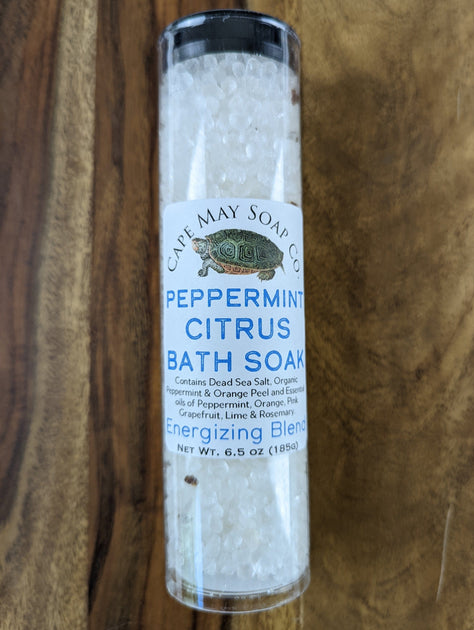 CAPE MAY SOAP CO.
PEPPERMINT
CITRUS
BATH SOAK
Contains Dead Sea Salt, Organic
Peppermint & Orange Peel and Essential
oils of Peppermint, Orange, Pink
Grapefruit, Lime & Rosemary
Energizing Blend
NET WT. 6.5 oz (185g)